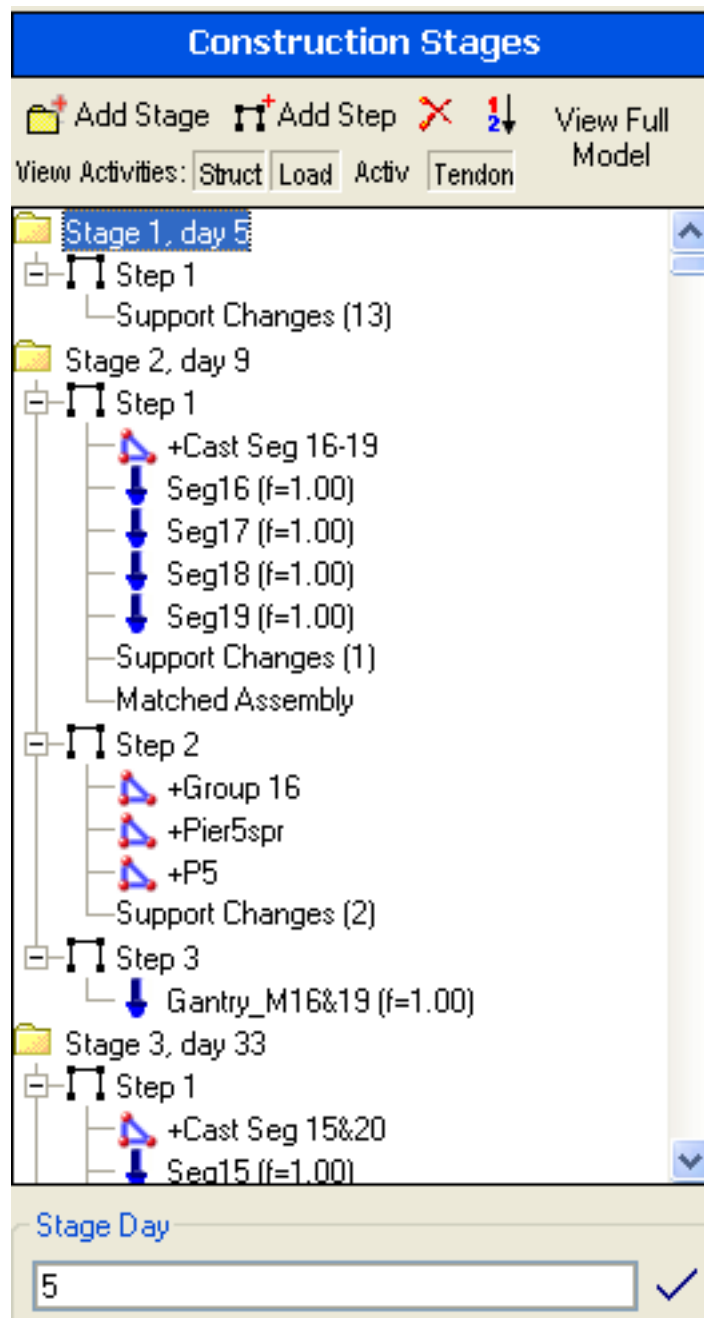 Construction Stages
Add Stage Add Step 1 2 View Full
Model
View Activities: Struct Load Activ Tendon
Stage 1, day 5
Step 1
Support Changes (13)
Stage 2, day 9
Step 1
+Cast Seg 16-19
Seg16 (f=1.00)
Seg17 (f=1.00)
Seg18 (f=1.00)
Seg19 (f=1.00)
Support Changes (1)
Matched Assembly
Step 2
+Group 16
+Pier5spr
+P5
Support Changes (2)
Step 3
Gantry_M16&19 (f=1.00)
Stage 3, day 33
Step 1
+Cast Seg 15&20
Seg15 (f=1.00)
Stage Day
5